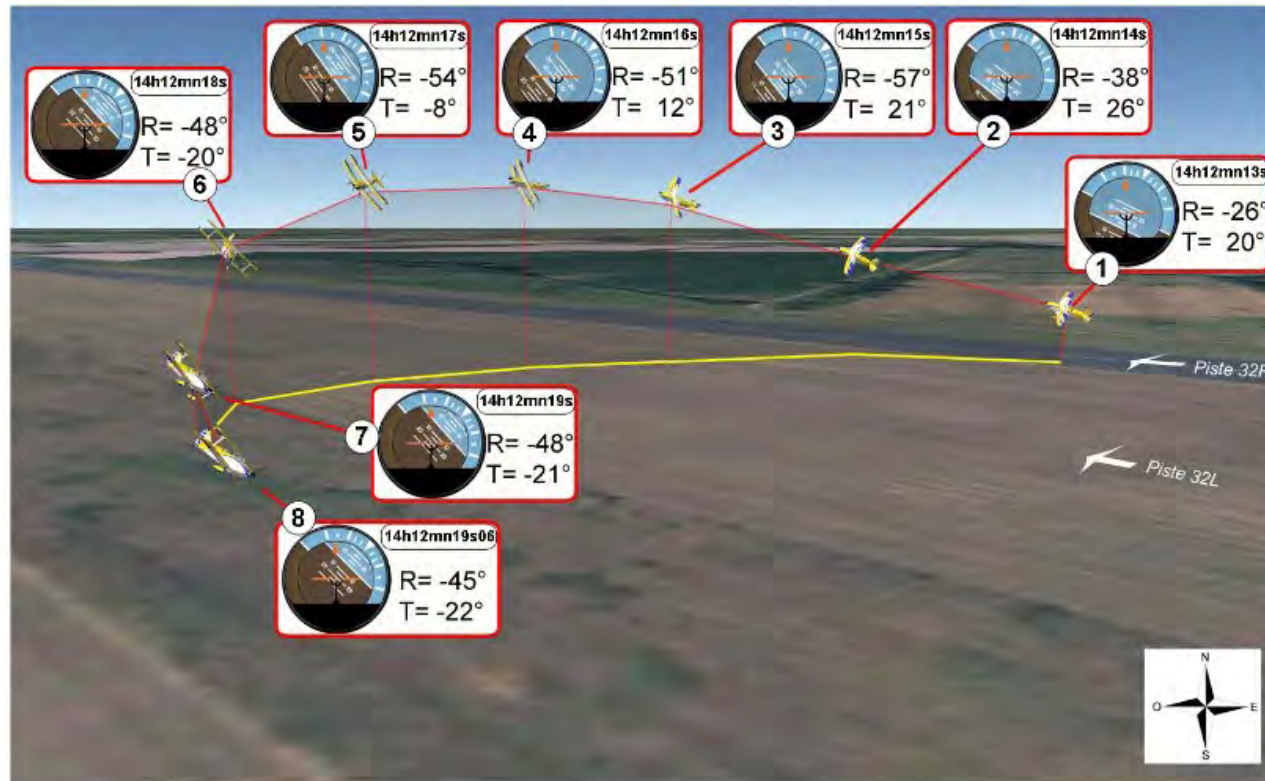 14h12mn18s
R= -48°
T= -20°
6
14h12mn17s
R= -54°
T= -8°
5
14h12mn16s
R= -51°
T= 12°
4
14h12mn15s
R= -57°
T= 21°
3
14h12mn14s
R= -38°
T= 26°
2
14h12mn13s
R= -26°
T= 20°
1
Piste 32R
Piste 32L
14h12mn19s
R= -48°
T= -21°
7
8
14h12mn19s06
R= -45°
T= -22°
N
O
E
S